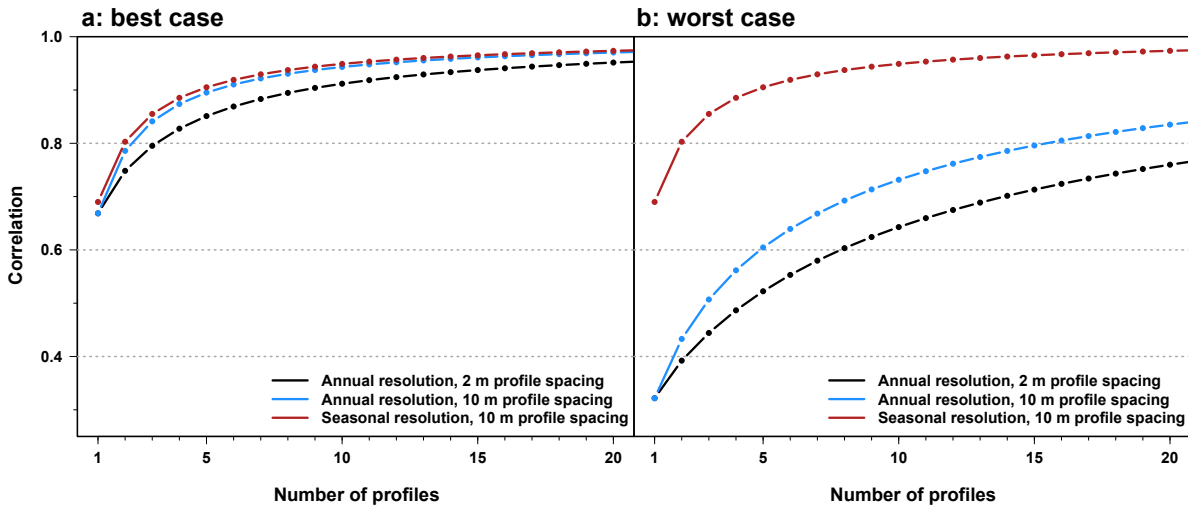 a: best case
b: worst case
Correlation
1.0
0.8
0.6
0.4
Annual resolution, 2 m profile spacing
Annual resolution, 10 m profile spacing
Seasonal resolution, 10 m profile spacing
1 5 10 15 20
Number of profiles
Annual resolution, 2 m profile spacing
Annual resolution, 10 m profile spacing
Seasonal resolution, 10 m profile spacing
1 5 10 15 20
Number of profiles